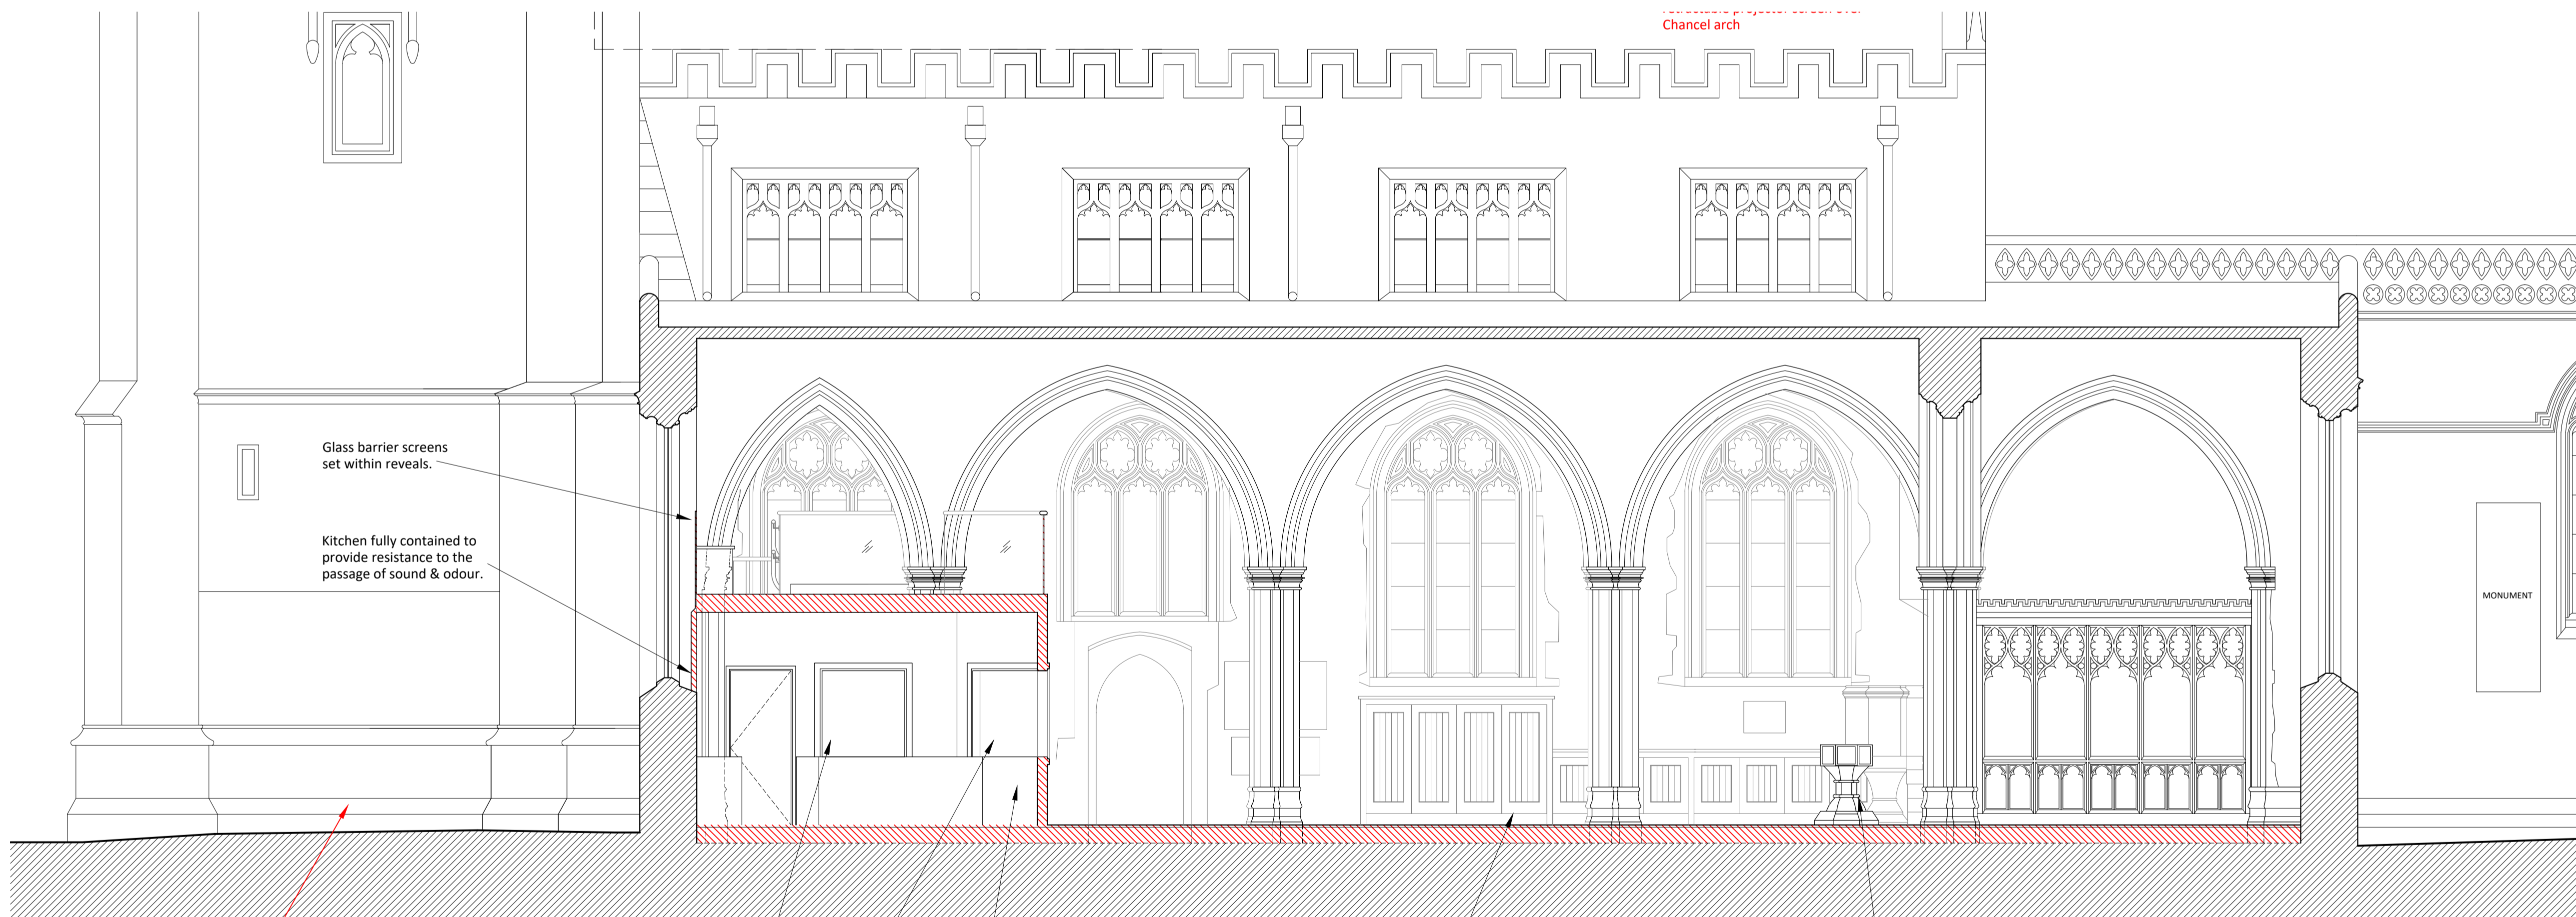 Chancel arch
Glass barrier screens
set within reveals.
Kitchen fully contained to
provide resistance to the
passage of sound & odour.
MONUMENT